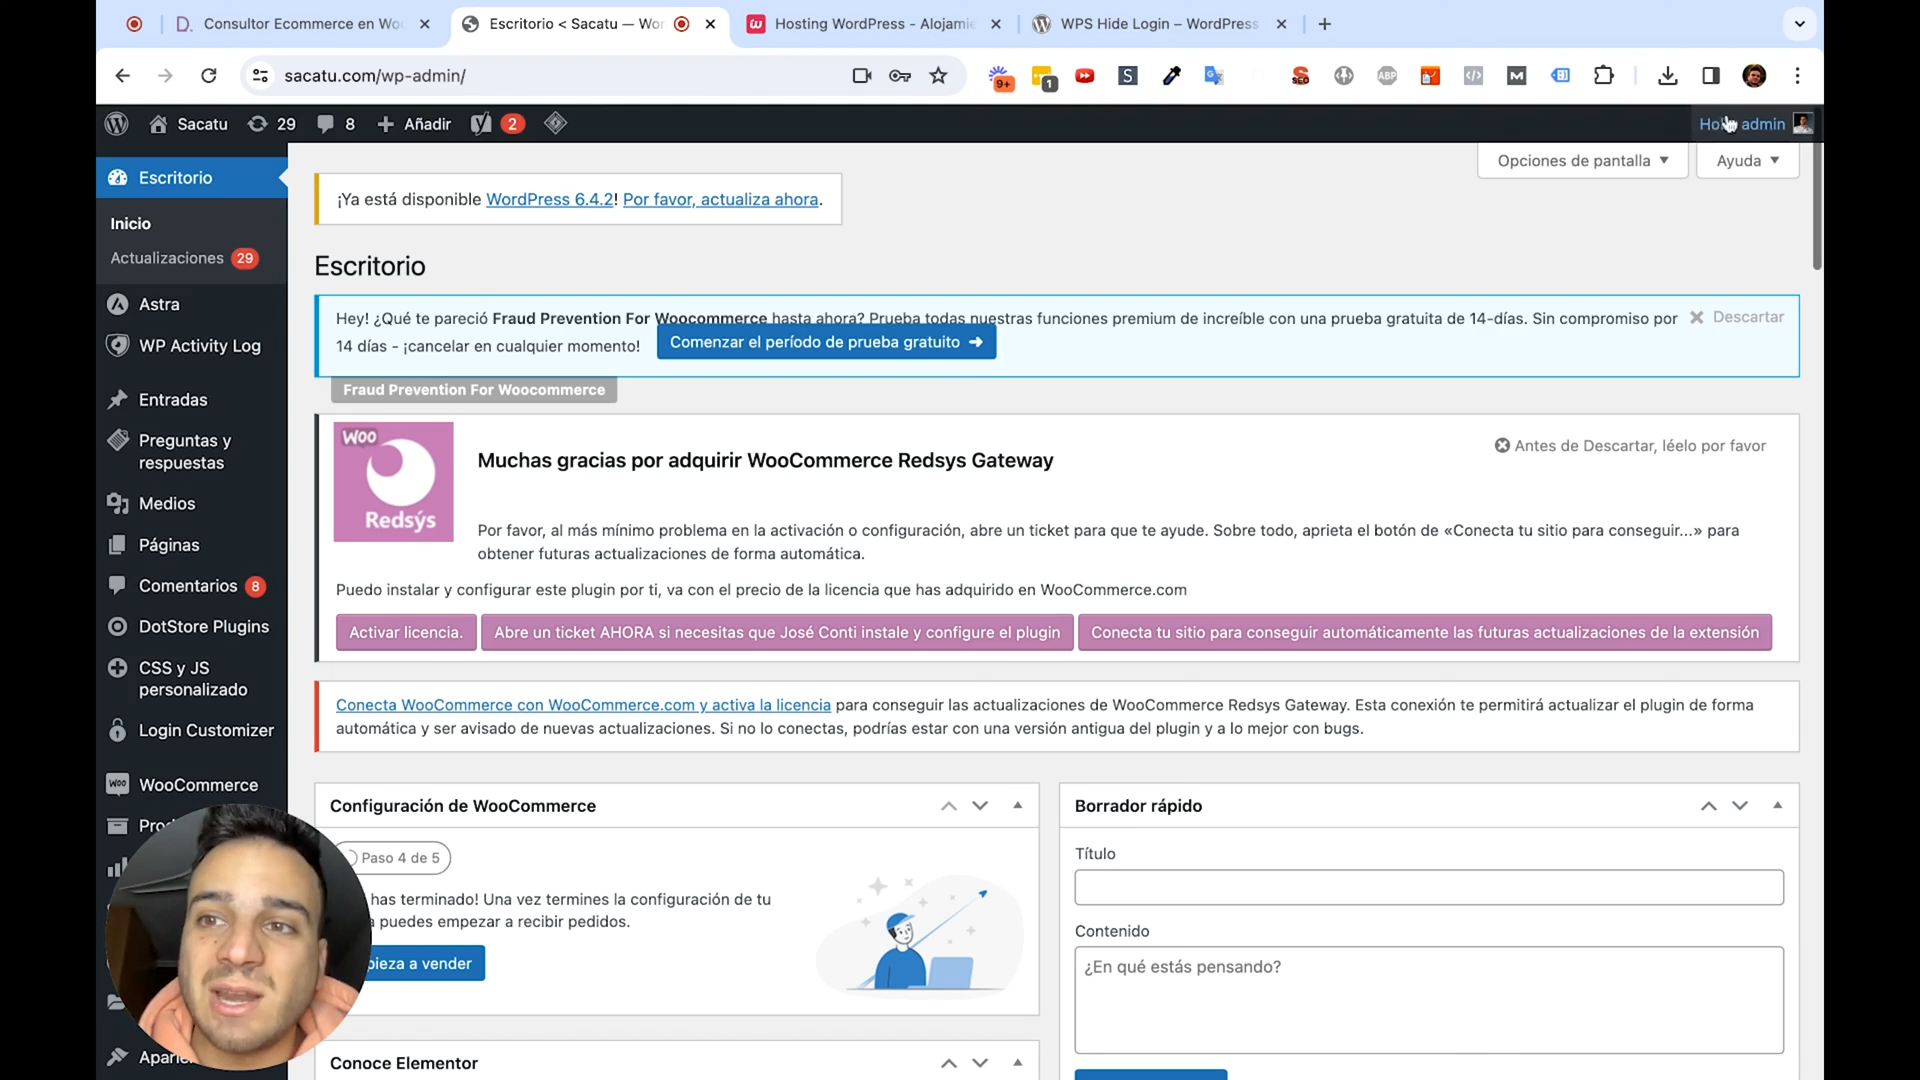 Consultor Ecommerce en Wo
Escritorio < Sacatu — Wor
Hosting WordPress - Alojamie
WPS Hide Login – WordPress
sacatu.com/wp-admin/
9+
1
S
SEO
ABP
M
Sacatu
29
8
Añadir
2
Hola, admin
Opciones de pantalla
Ayuda
Escritorio
Inicio
Actualizaciones 29
Astra
WP Activity Log
Entradas
Preguntas y
respuestas
Medios
Páginas
Comentarios 8
DotStore Plugins
CSS y JS
personalizado
Login Customizer
WooCommerce
Pro
Apari
¡Ya está disponible WordPress 6.4.2! Por favor, actualiza ahora.
Escritorio
Hey! ¿Qué te pareció Fraud Prevention For Woocommerce hasta ahora? Prueba todas nuestras funciones premium de increíble con una prueba gratuita de 14-días. Sin compromiso por
14 días - ¡cancelar en cualquier momento!
Comenzar el período de prueba gratuito ➜
Descartar
Fraud Prevention For Woocommerce
WOO
Redsýs
Muchas gracias por adquirir WooCommerce Redsys Gateway
Antes de Descartar, léelo por favor
Por favor, al más mínimo problema en la activación o configuración, abre un ticket para que te ayude. Sobre todo, aprieta el botón de «Conecta tu sitio para conseguir...» para
obtener futuras actualizaciones de forma automática.
Puedo instalar y configurar este plugin por ti, va con el precio de la licencia que has adquirido en WooCommerce.com
Activar licencia.
Abre un ticket AHORA si necesitas que José Conti instale y configure el plugin
Conecta tu sitio para conseguir automáticamente las futuras actualizaciones de la extensión
Conecta WooCommerce con WooCommerce.com y activa la licencia para conseguir las actualizaciones de WooCommerce Redsys Gateway. Esta conexión te permitirá actualizar el plugin de forma
automática y ser avisado de nuevas actualizaciones. Si no lo conectas, podrías estar con una versión antigua del plugin y a lo mejor con bugs.
Configuración de WooCommerce
Paso 4 de 5
has terminado! Una vez termines la configuración de tu
puedes empezar a recibir pedidos.
pieza a vender
Conoce Elementor
Borrador rápido
Título
Contenido
¿En qué estás pensando?